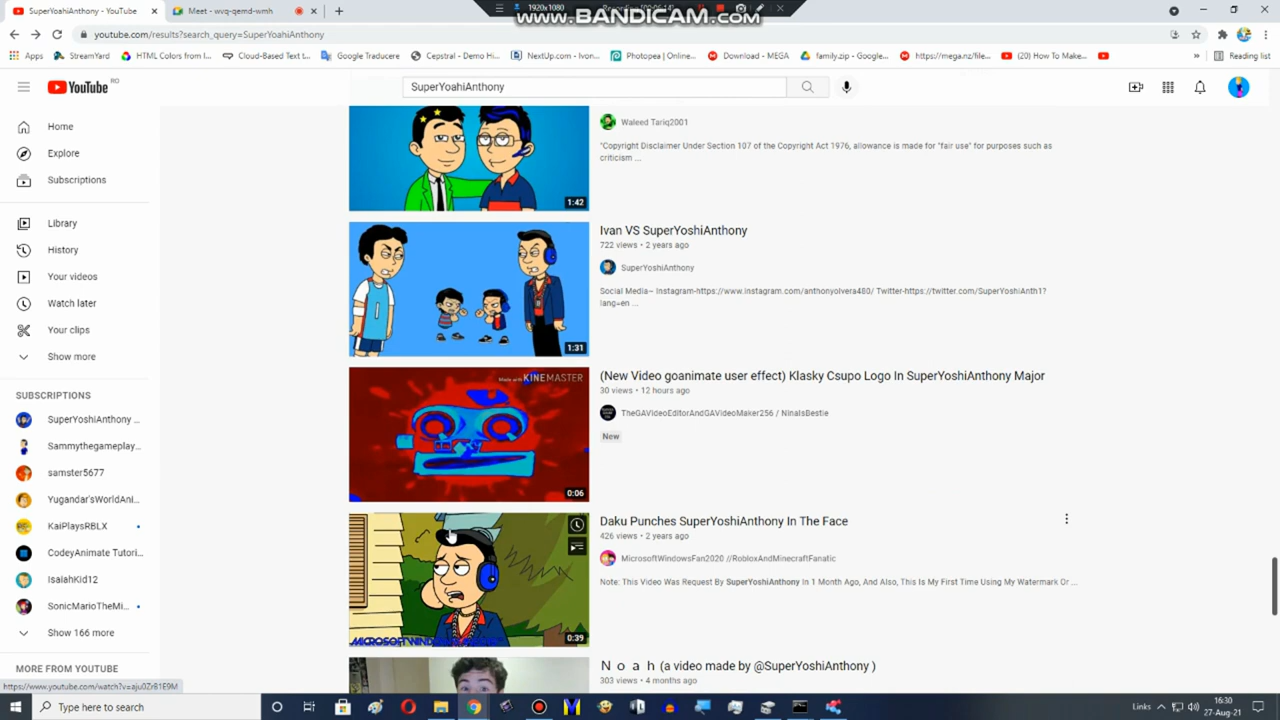 SuperYoahiAnthony - YouTube
Meet - wvq-qemd-wmh
1920x1080
www.BANDICAM.com
youtube.com/results?search_query=SuperYoahiAnthony
Apps
StreamYard
HTML Colors from I...
Cloud-Based Text t...
Google Traducere
Cepstral - Demo Hi...
NextUp.com - Ivon...
Photopea | Online...
Download - MEGA
family.zip - Google...
https://mega.nz/file...
(20) How To Make...
»
Reading list
YouTube RO
SuperYoahiAnthony
Home
Explore
Subscriptions
Library
History
Your videos
Watch later
Your clips
Show more
SUBSCRIPTIONS
SuperYoshiAnthony ...
Sammythegameplay...
samster5677
Yugandar'sWorldAni...
KaiPlaysRBLX
CodeyAnimate Tutori...
IsaiahKid12
SonicMarioTheMi...
Show 166 more
MORE FROM YOUTUBE
https://www.youtube.com/watch?v=aju0ZrB1E9M
Waleed Tariq2001
"Copyright Disclaimer Under Section 107 of the Copyright Act 1976, allowance is made for "fair use" for purposes such as
criticism ...
1:42
Ivan VS SuperYoshiAnthony
722 views • 2 years ago
SuperYoshiAnthony
Social Media~ Instagram-https://www.instagram.com/anthonyolvera480/ Twitter-https://twitter.com/SuperYoshiAnth1?
lang=en ...
1:31
Made with KINEMASTER
(New Video goanimate user effect) Klasky Csupo Logo In SuperYoshiAnthony Major
30 views • 12 hours ago
TheGAVideoEditorAndGAVideoMaker256 / NinaIsBestie
New
0:06
Daku Punches SuperYoshiAnthony In The Face
426 views • 2 years ago
MicrosoftWindowsFan2020 //RobloxAndMinecraftFanatic
Note: This Video Was Request By SuperYoshiAnthony In 1 Month Ago, And Also, This Is My First Time Using My Watermark Or ...
0:39
N o a h (a video made by @SuperYoshiAnthony )
303 views • 4 months ago
Type here to search
Links
16:30
27-Aug-21